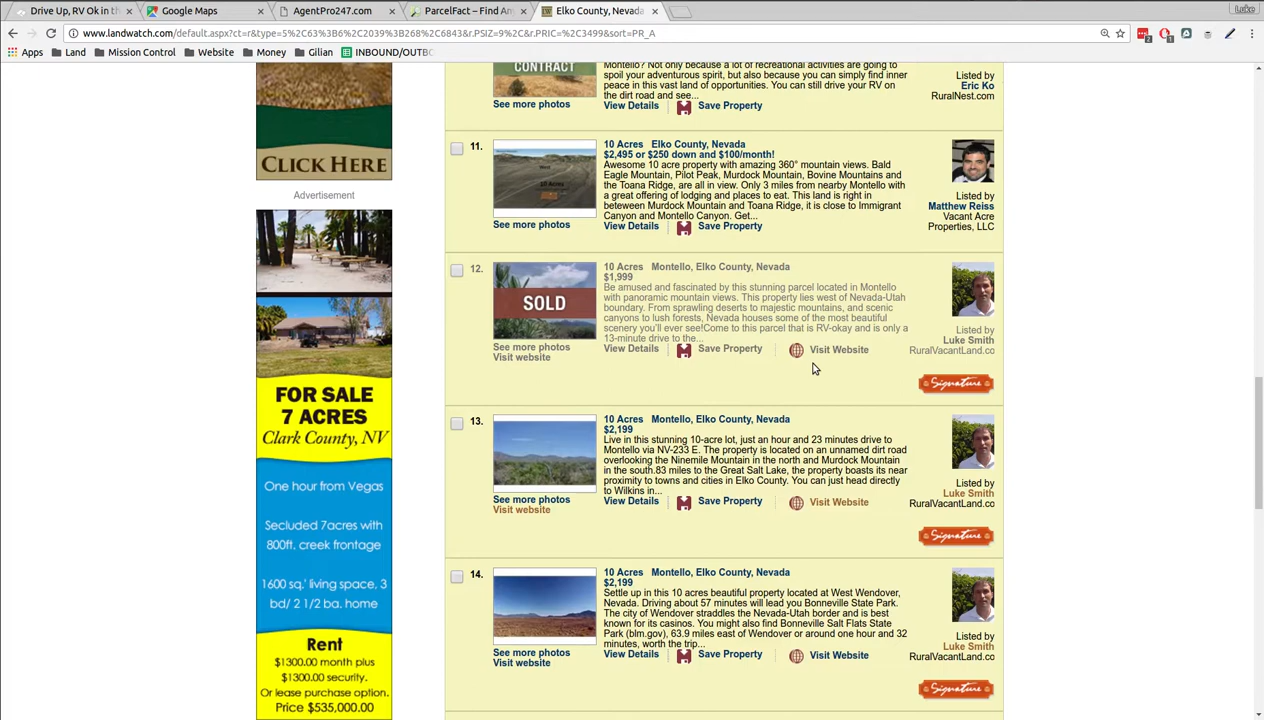 Drive Up, RV Ok in th
Google Maps
AgentPro247.com
ParcelFact – Find An
Elko County, Nevada
Luke
www.landwatch.com/default.aspx?ct=r&type=5%2C63%6C2039%3B268%6C6843&r.PSIZ=9%2C&r.PRIC=%2C3499&sort=PR_A
Apps
Land
Mission Control
Website
Money
Gilian
INBOUND/OUTBC
CONTRACT
Montello? Not only because a lot of recreational activities are going to
spoil your adventurous spirit, but also because you can simply find inner
peace in this vast land of opportunities. You can still drive your RV on
the dirt road and see...
See more photos
View Details
Save Property
Listed by
Eric Ko
RuralNest.com
CLICK HERE
Advertisement
11.
10 Acres Elko County, Nevada
$2,495 or $250 down and $100/month!
Awesome 10 acre property with amazing 360° mountain views. Bald
Eagle Mountain, Pilot Peak, Murdock Mountain, Bovine Mountains and
the Toana Ridge, are all in view. Only 3 miles from nearby Montello with
a great offering of lodging and places to eat. This land is right in
beteween Murdock Mountain and Toana Ridge, it is close to Immigrant
Canyon and Montello Canyon. Get...
10 Acres
See more photos
View Details
Save Property
Listed by
Matthew Reiss
Vacant Acre
Properties, LLC
12.
SOLD
10 Acres Montello, Elko County, Nevada
$1,999
Be amused and fascinated by this stunning parcel located in Montello
with panoramic mountain views. This property lies west of Nevada-Utah
boundary. From sprawling deserts to majestic mountains, and scenic
canyons to lush forests, Nevada houses some of the most beautiful
scenery you'll ever see!Come to this parcel that is RV-okay and is only a
13-minute drive to the...
See more photos
Visit website
View Details
Save Property
Visit Website
Listed by
Luke Smith
RuralVacantLand.co
Signature
13.
10 Acres Montello, Elko County, Nevada
$2,199
Live in this stunning 10-acre lot, just an hour and 23 minutes drive to
Montello via NV-233 E. The property is located on an unnamed dirt road
overlooking the Ninemile Mountain in the north and Murdock Mountain
in the south.83 miles to the Great Salt Lake, the property boasts its near
proximity to towns and cities in Elko County. You can just head directly
to Wilkins in...
See more photos
Visit website
View Details
Save Property
Visit Website
Listed by
Luke Smith
RuralVacantLand.co
Signature
14.
10 Acres Montello, Elko County, Nevada
$2,199
Settle up in this 10 acres beautiful property located at West Wendover,
Nevada. Driving about 57 minutes will lead you Bonneville State Park.
The city of Wendover straddles the Nevada-Utah border and is best
known for its casinos. You might also find Bonneville Salt Flats State
Park (blm.gov), 63.9 miles east of Wendover or around one hour and 32
minutes, worth the trip...
See more photos
Visit website
View Details
Save Property
Visit Website
Listed by
Luke Smith
RuralVacantLand.co
Signature
FOR SALE
7 ACRES
Clark County, NV
One hour from Vegas
Secluded 7acres with
800ft. creek frontage
1600 sq.' living space, 3
bd/ 2 1/2 ba. home
Rent
$1300.00 month plus
$1300.00 security.
Or lease purchase option.
Price $535,000.00